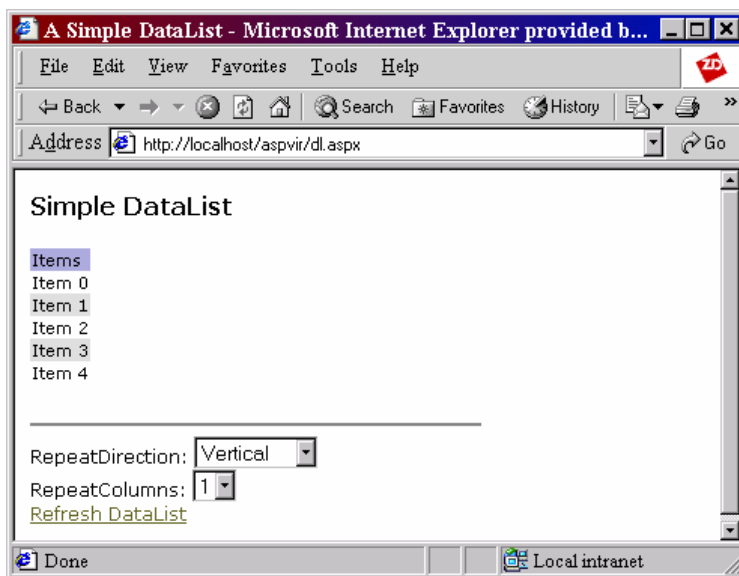 A Simple DataList - Microsoft Internet Explorer provided b...
File Edit View Favorites Tools Help
ZD
Back Search Favorites History »
Address http://localhost/aspvir/dl.aspx Go
Simple DataList
Items
Item 0
Item 1
Item 2
Item 3
Item 4
RepeatDirection: Vertical
RepeatColumns: 1
Refresh DataList
Done Local intranet